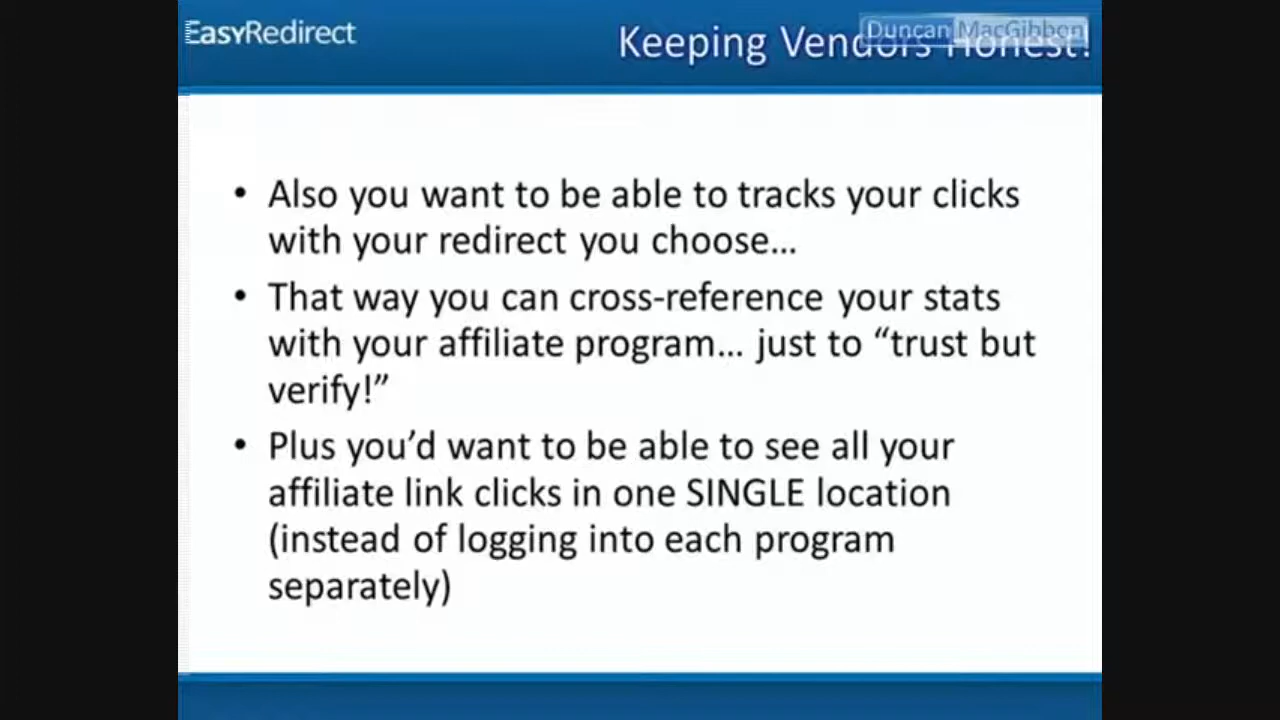 EasyRedirect
Keeping Vendors Honest!
Duncan MacGibbon
• Also you want to be able to tracks your clicks
with your redirect you choose...
• That way you can cross-reference your stats
with your affiliate program... just to “trust but
verify!”
• Plus you’d want to be able to see all your
affiliate link clicks in one SINGLE location
(instead of logging into each program
separately)